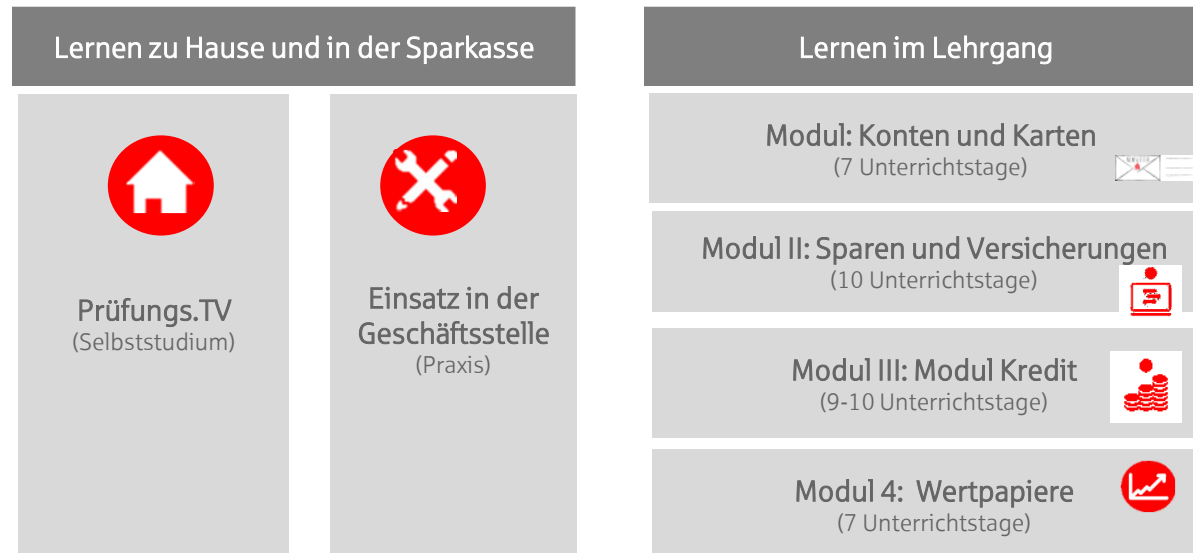 Lernen zu Hause und in der Sparkasse
Prüfungs.TV
(Selbststudium)
Einsatz in der
Geschäftsstelle
(Praxis)
Lernen im Lehrgang
Modul: Konten und Karten
(7 Unterrichtstage)
Modul II: Sparen und Versicherungen
(10 Unterrichtstage)
Modul III: Modul Kredit
(9-10 Unterrichtstage)
Modul 4:  Wertpapiere
(7 Unterrichtstage)